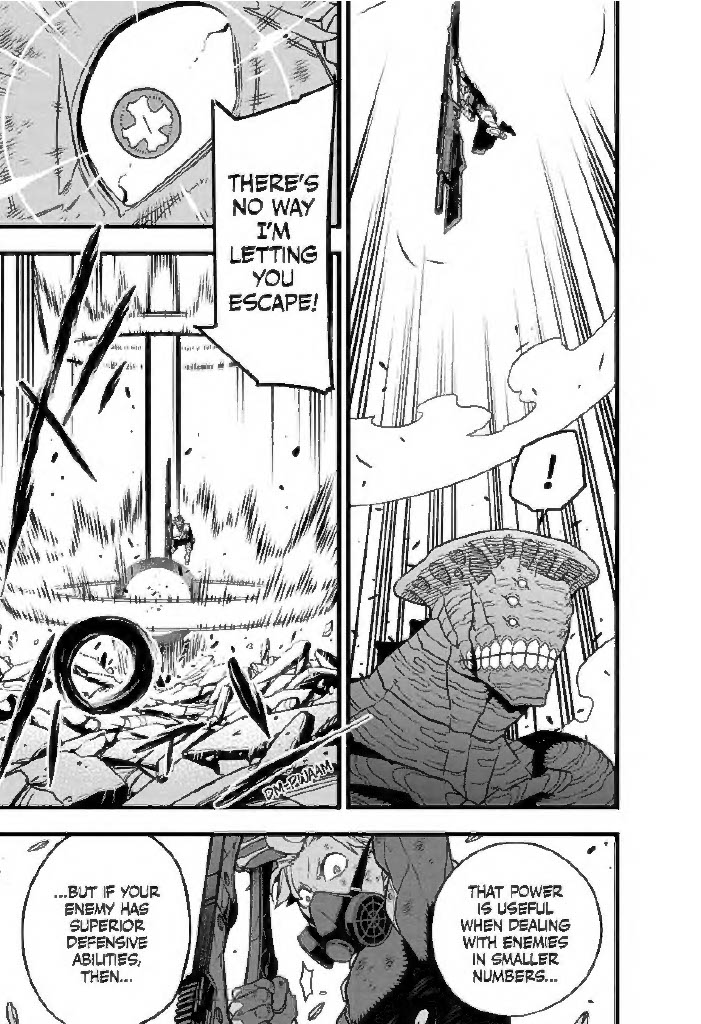 !
THERE'S
NO WAY
I'M
LETTING
YOU
ESCAPE!
THAT POWER
IS USEFUL
WHEN DEALING
WITH ENEMIES
IN SMALLER
NUMBERS...
...BUT IF YOUR
ENEMY HAS
SUPERIOR
DEFENSIVE
ABILITIES,
THEN...